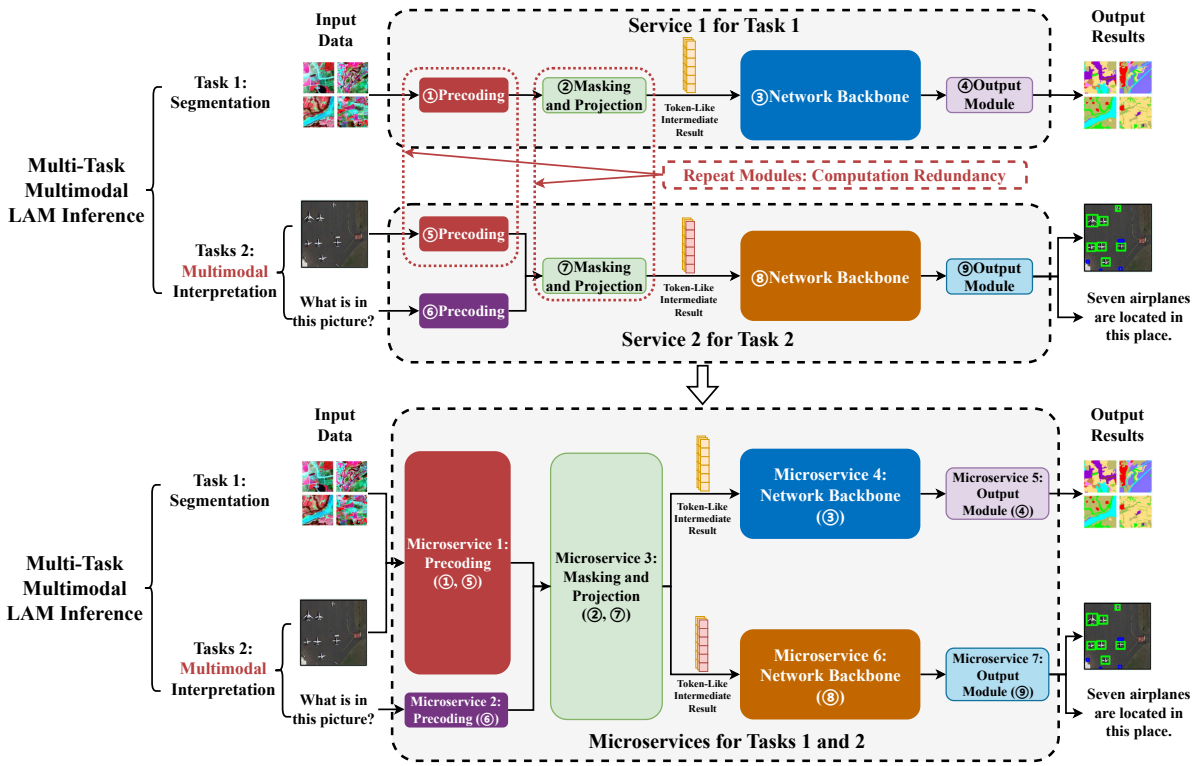 Input
Data
Service 1 for Task 1
Output
Results
Task 1:
Segmentation
①Precoding
②Masking
and Projection
Token-Like
Intermediate
Result
③Network Backbone
④Output
Module
Multi-Task
Multimodal
LAM Inference
Repeat Modules: Computation Redundancy
Tasks 2:
Multimodal
Interpretation
What is in
this picture?
⑤Precoding
⑥Precoding
⑦Masking
and Projection
Token-Like
Intermediate
Result
⑧Network Backbone
⑨Output
Module
Seven airplanes
are located in
this place.
Service 2 for Task 2
Input
Data
Output
Results
Task 1:
Segmentation
Multi-Task
Multimodal
LAM Inference
Tasks 2:
Multimodal
Interpretation
What is in
this picture?
Microservice 1:
Precoding
(①, ⑤)
Microservice 2:
Precoding (⑥)
Microservice 3:
Masking and
Projection
(②, ⑦)
Token-Like
Intermediate
Result
Microservice 4:
Network Backbone
(③)
Microservice 5:
Output
Module (④)
Token-Like
Intermediate
Result
Microservice 6:
Network Backbone
(⑧)
Microservice 7:
Output
Module (⑨)
Seven airplanes
are located in
this place.
Microservices for Tasks 1 and 2